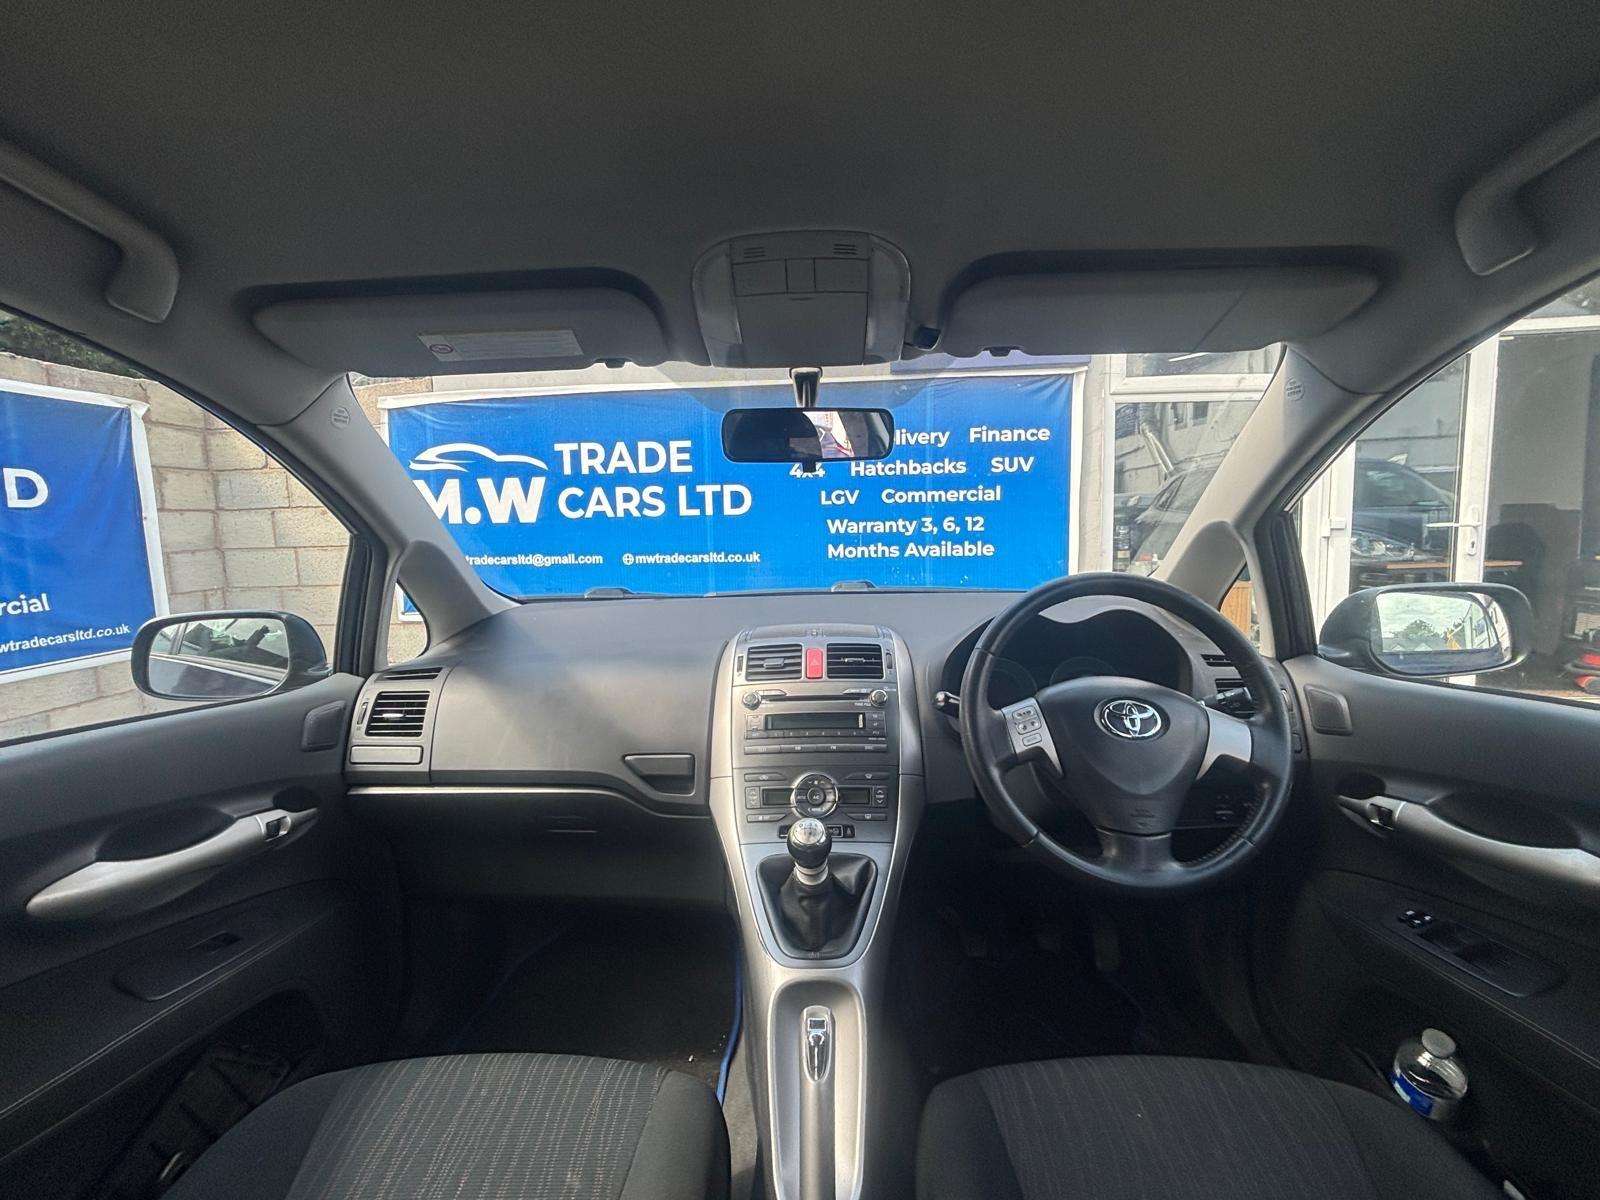 TRADE
M.W CARS LTD
livery Finance
4x4 Hatchbacks SUV
LGV Commercial
Warranty 3, 6, 12
Months Available
tradecarsltd@gmail.com
mwtradecarsltd.co.uk
D
rcial
wtradecarsltd.co.uk